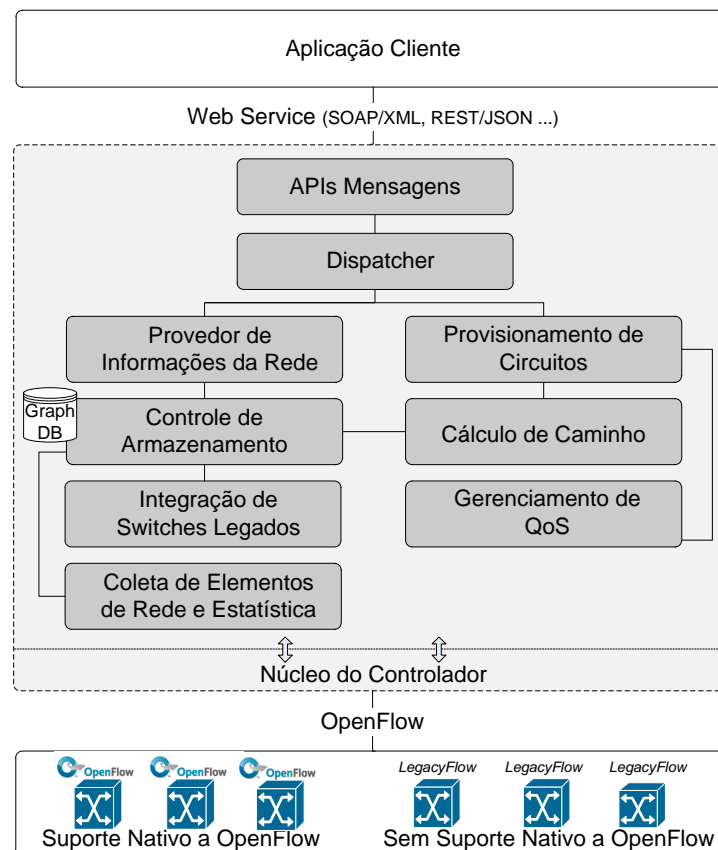 Aplicação Cliente
Web Service (SOAP/XML, REST/JSON ...)
APIs Mensagens
Dispatcher
Provedor de
Informações da Rede
Provisionamento de
Circuitos
Graph
DB
Controle de
Armazenamento
Cálculo de Caminho
Integração de
Switches Legados
Gerenciamento de
QoS
Coleta de Elementos
de Rede e Estatística
Núcleo do Controlador
OpenFlow
OpenFlow
OpenFlow
OpenFlow
LegacyFlow
LegacyFlow
LegacyFlow
Suporte Nativo a OpenFlow
Sem Suporte Nativo a OpenFlow